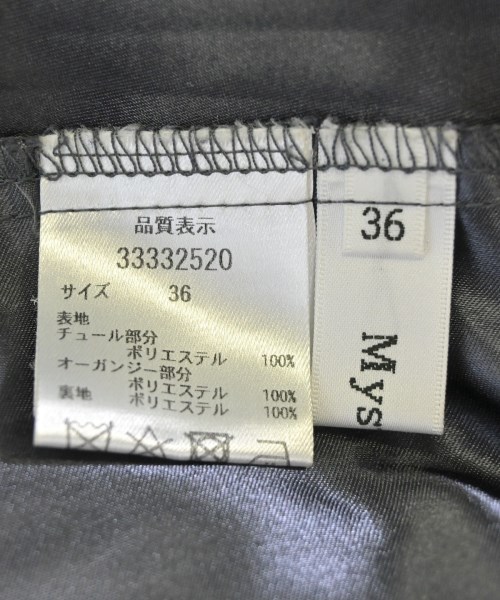 品質表示
33332520
サイズ 36
表地
チュール部分
ポリエステル 100%
オーガンジー部分
ポリエステル 100%
裏地 ポリエステル 100%
36
Mys